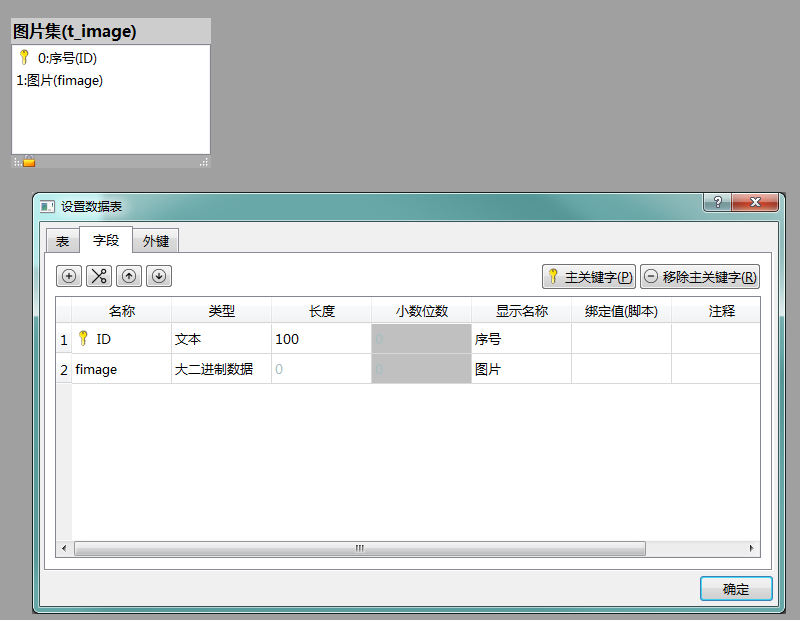 图片集(t_image)
0:序号(ID)
1:图片(fimage)
设置数据表
?
表 字段 外键
主关键字(P) 移除主关键字(R)
名称 类型 长度 小数位数 显示名称 绑定值(脚本) 注释
1 ID 文本 100 0 序号
2 fimage 大二进制数据 0 0 图片
确定